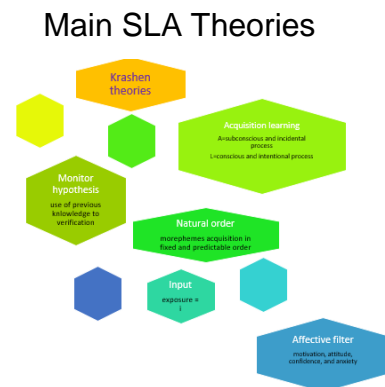 Main SLA Theories
Krashen
theories
Acquisition learning
A=subconscious and incidental
process
L=conscious and intentional process
Monitor
hypothesis
use of previous
knlowledge to
verification
Natural order
morephemes acquisition in
fixed and predictable order
Input
exposure =
Affective filter
motivation, attitude,
confidence, and anxiety